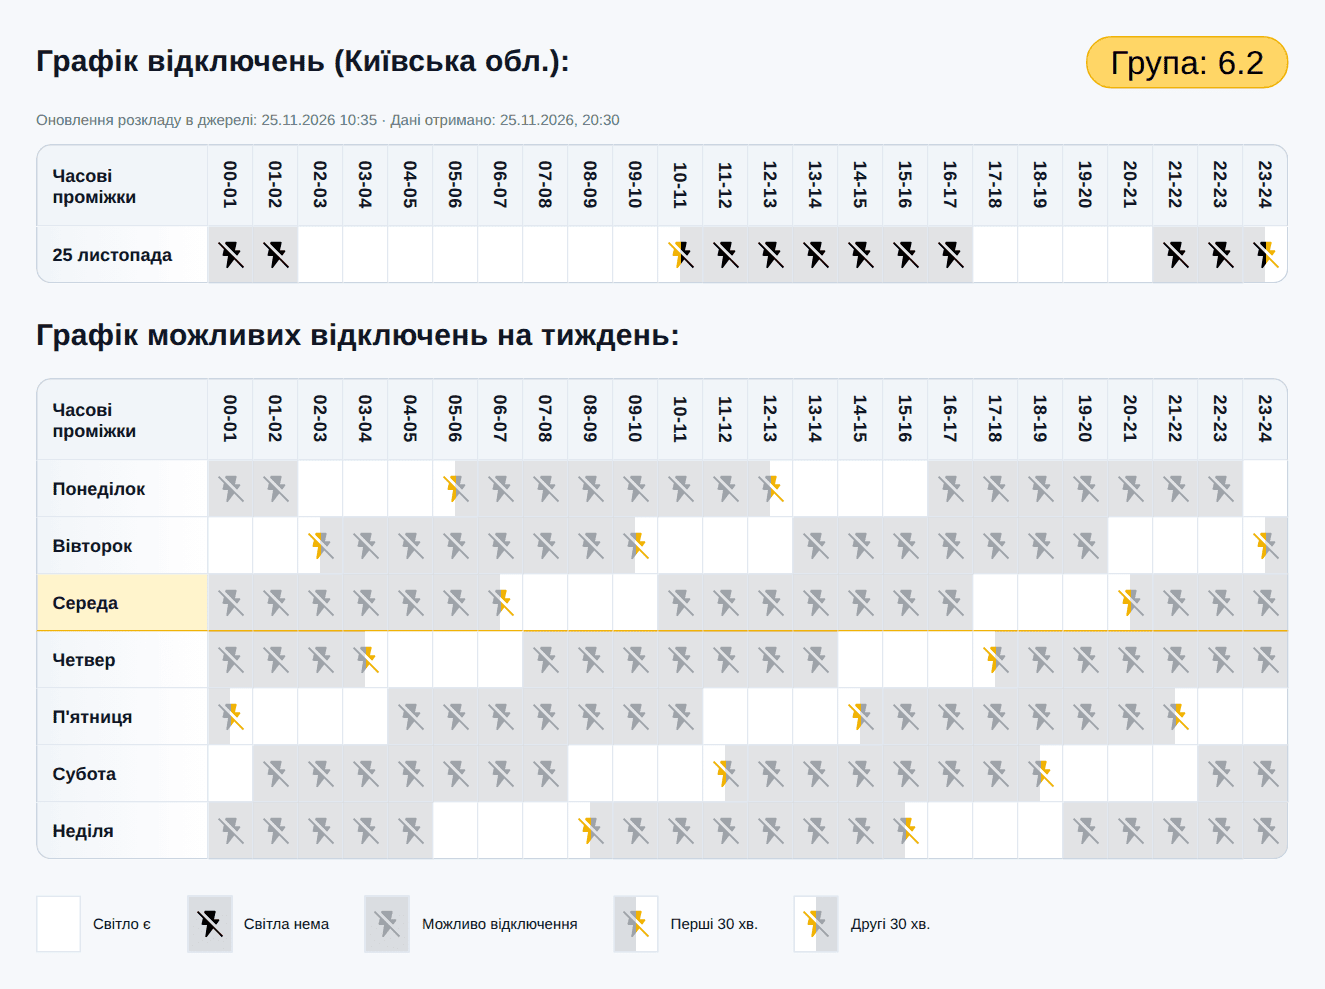 Графік відключень (Київська обл.):
Група: 6.2
Оновлення розкладу в джерелі: 25.11.2026 10:35 · Дані отримано: 25.11.2026, 20:30
Часові
проміжки
00-01 01-02 02-03 03-04 04-05 05-06 06-07 07-08 08-09 09-10 10-11 11-12 12-13 13-14 14-15 15-16 16-17 17-18 18-19 19-20 20-21 21-22 22-23 23-24
25 листопада
Графік можливих відключень на тиждень:
Часові
проміжки
00-01 01-02 02-03 03-04 04-05 05-06 06-07 07-08 08-09 09-10 10-11 11-12 12-13 13-14 14-15 15-16 16-17 17-18 18-19 19-20 20-21 21-22 22-23 23-24
Понеділок
Вівторок
Середа
Четвер
П'ятниця
Субота
Неділя
Світло є
Світла нема
Можливо відключення
Перші 30 хв.
Другі 30 хв.